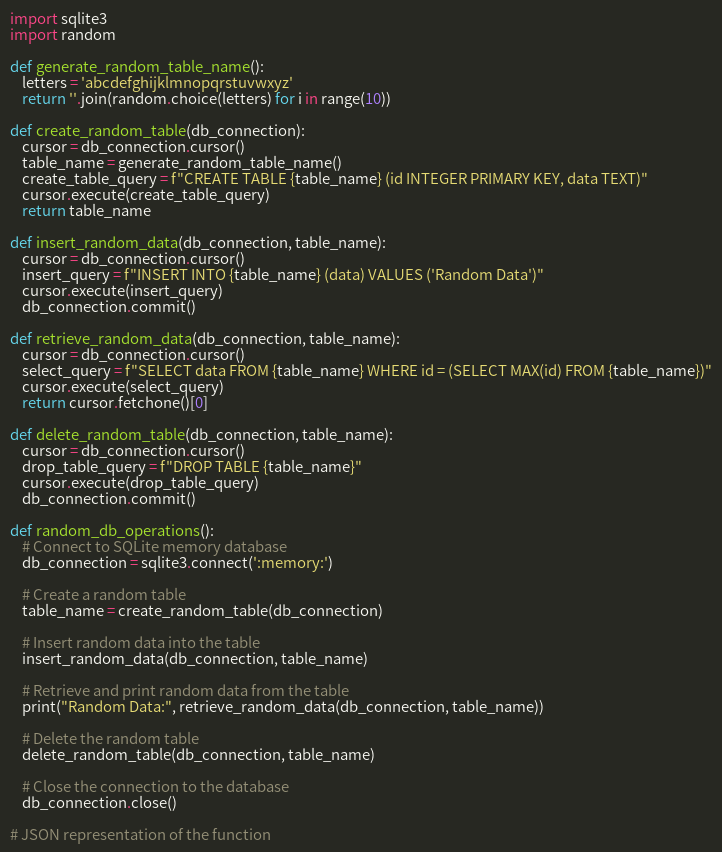 import sqlite3
import random

def generate_random_table_name():
    letters = 'abcdefghijklmnopqrstuvwxyz'
    return ''.join(random.choice(letters) for i in range(10))

def create_random_table(db_connection):
    cursor = db_connection.cursor()
    table_name = generate_random_table_name()
    create_table_query = f"CREATE TABLE {table_name} (id INTEGER PRIMARY KEY, data TEXT)"
    cursor.execute(create_table_query)
    return table_name

def insert_random_data(db_connection, table_name):
    cursor = db_connection.cursor()
    insert_query = f"INSERT INTO {table_name} (data) VALUES ('Random Data')"
    cursor.execute(insert_query)
    db_connection.commit()

def retrieve_random_data(db_connection, table_name):
    cursor = db_connection.cursor()
    select_query = f"SELECT data FROM {table_name} WHERE id = (SELECT MAX(id) FROM {table_name})"
    cursor.execute(select_query)
    return cursor.fetchone()[0]

def delete_random_table(db_connection, table_name):
    cursor = db_connection.cursor()
    drop_table_query = f"DROP TABLE {table_name}"
    cursor.execute(drop_table_query)
    db_connection.commit()

def random_db_operations():
    # Connect to SQLite memory database
    db_connection = sqlite3.connect(':memory:')

    # Create a random table
    table_name = create_random_table(db_connection)

    # Insert random data into the table
    insert_random_data(db_connection, table_name)

    # Retrieve and print random data from the table
    print("Random Data:", retrieve_random_data(db_connection, table_name))

    # Delete the random table
    delete_random_table(db_connection, table_name)

    # Close the connection to the database
    db_connection.close()

# JSON representation of the function